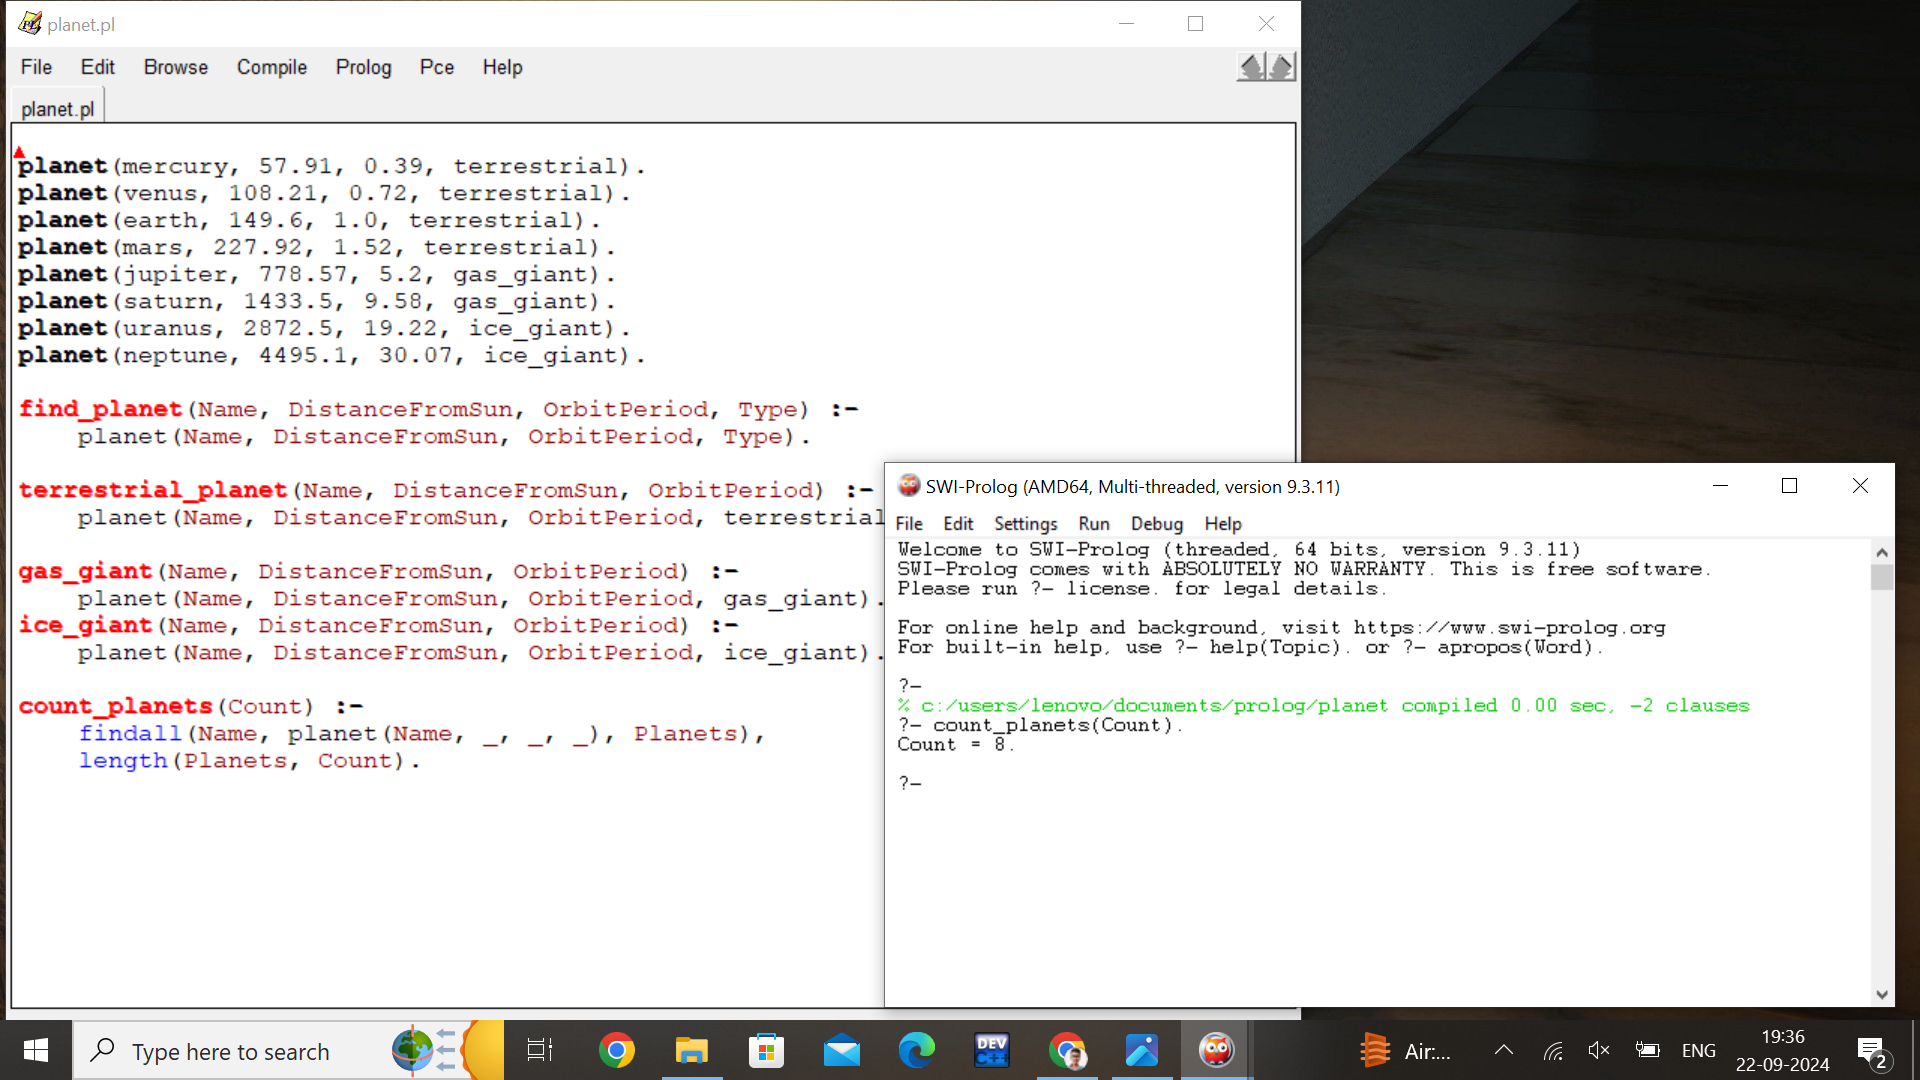 planet.pl
File Edit Browse Compile Prolog Pce Help
planet.pl
planet(mercury, 57.91, 0.39, terrestrial).
planet(venus, 108.21, 0.72, terrestrial).
planet(earth, 149.6, 1.0, terrestrial).
planet(mars, 227.92, 1.52, terrestrial).
planet(jupiter, 778.57, 5.2, gas_giant).
planet(saturn, 1433.5, 9.58, gas_giant).
planet(uranus, 2872.5, 19.22, ice_giant).
planet(neptune, 4495.1, 30.07, ice_giant).
find_planet(Name, DistanceFromSun, OrbitPeriod, Type) :-
planet(Name, DistanceFromSun, OrbitPeriod, Type).
terrestrial_planet(Name, DistanceFromSun, OrbitPeriod) :-
planet(Name, DistanceFromSun, OrbitPeriod, terrestrial
gas_giant(Name, DistanceFromSun, OrbitPeriod) :-
planet(Name, DistanceFromSun, OrbitPeriod, gas_giant).
ice_giant(Name, DistanceFromSun, OrbitPeriod) :-
planet(Name, DistanceFromSun, OrbitPeriod, ice_giant).
count_planets(Count) :-
findall(Name, planet(Name, _, _, _), Planets),
length(Planets, Count).
SWI-Prolog (AMD64, Multi-threaded, version 9.3.11)
File Edit Settings Run Debug Help
Welcome to SWI-Prolog (threaded, 64 bits, version 9.3.11)
SWI-Prolog comes with ABSOLUTELY NO WARRANTY. This is free software.
Please run ?- license. for legal details.
For online help and background, visit https://www.swi-prolog.org
For built-in help, use ?- help(Topic). or ?- apropos(Word).
?-
% c:/users/lenovo/documents/prolog/planet compiled 0.00 sec, -2 clauses
?- count_planets(Count).
Count = 8.
?-
Type here to search
DEV C++
Air:...
ENG
19:36
22-09-2024
2